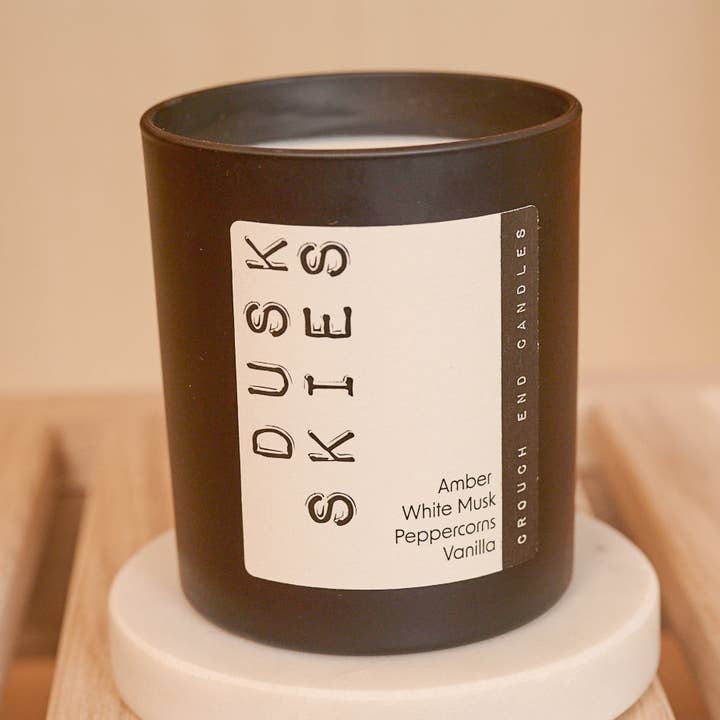 DUSK
SKIES
Amber
White Musk
Peppercorns
Vanilla
CROUCH END CANDLES